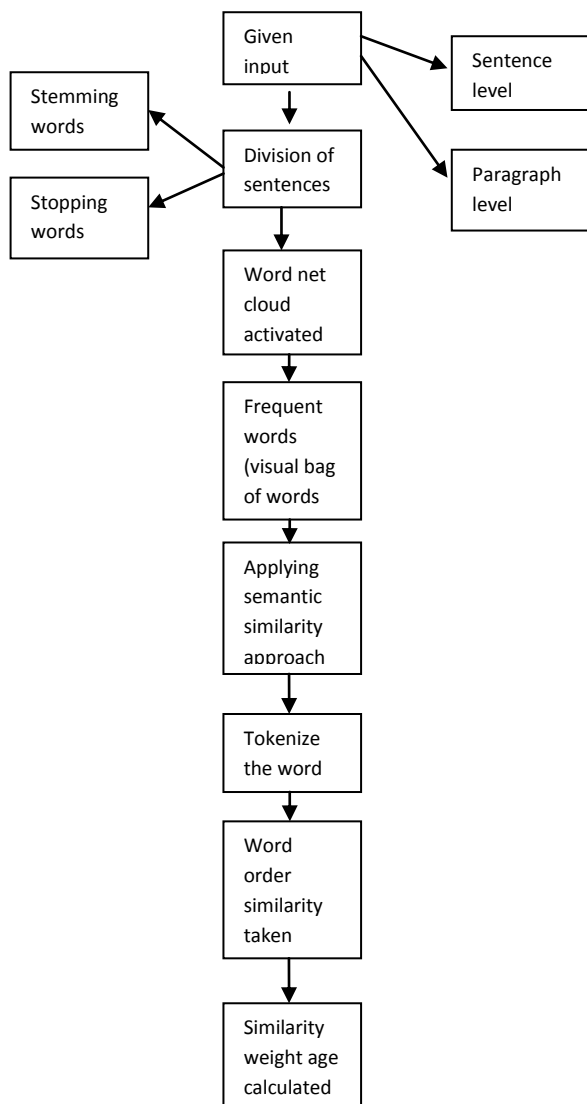 Given
input
Sentence
level
Stemming
words
Division of
sentences
Paragraph
level
Stopping
words
Word net
cloud
activated
Frequent
words
(visual bag
of words
Applying
semantic
similarity
approach
Tokenize
the word
Word
order
similarity
taken
Similarity
weight age
calculated